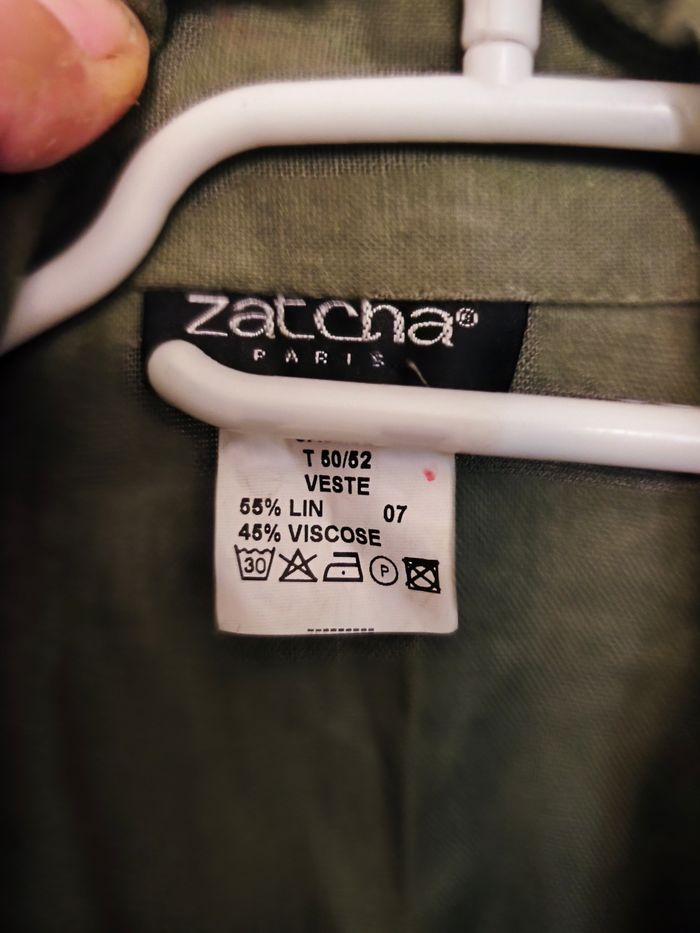 zatcha®
PARIS
T 50/52
VESTE
55% LIN 07
45% VISCOSE
30
P